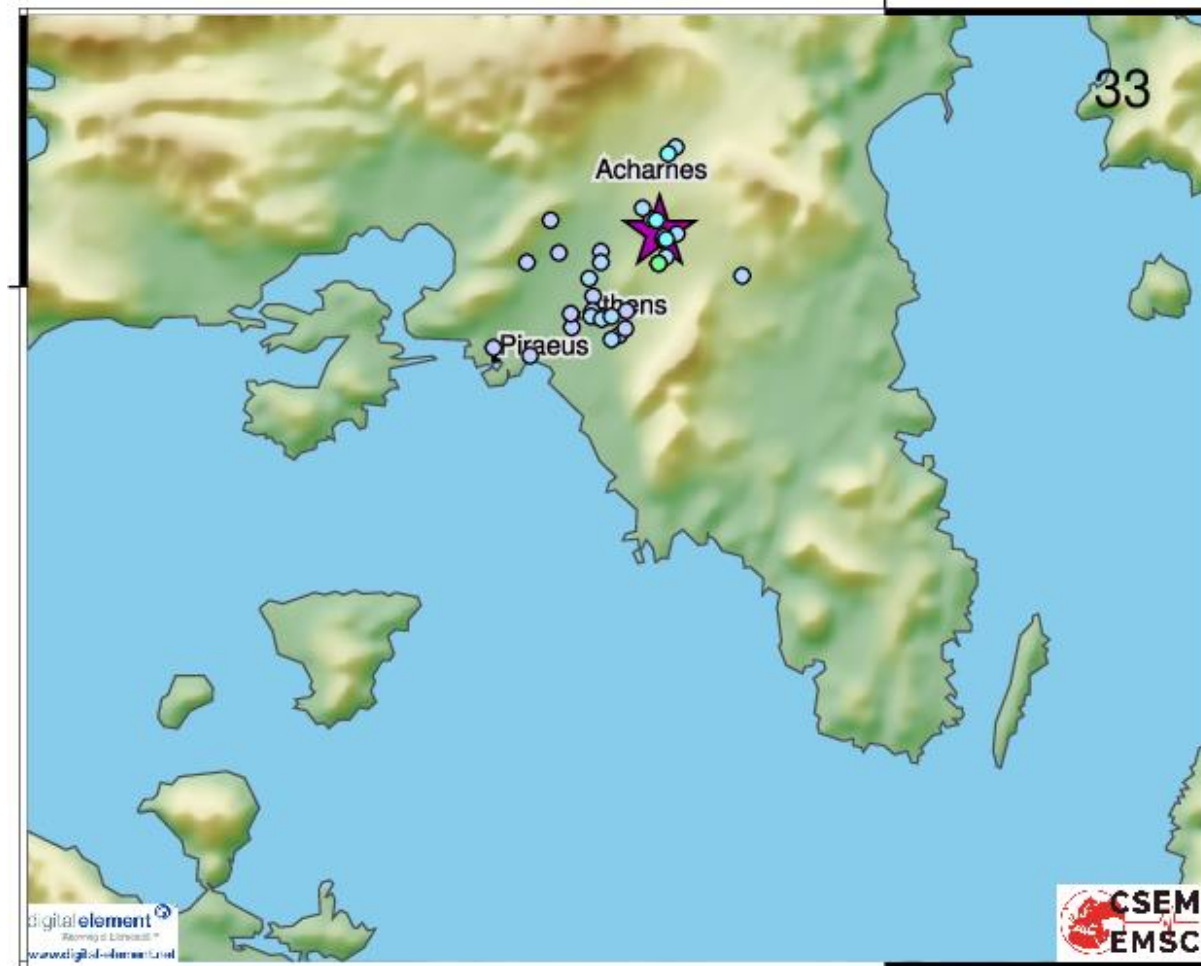 33
Acharnes
Athens
Piraeus
digital element
www.digital-element.net
CSEM
EMSC